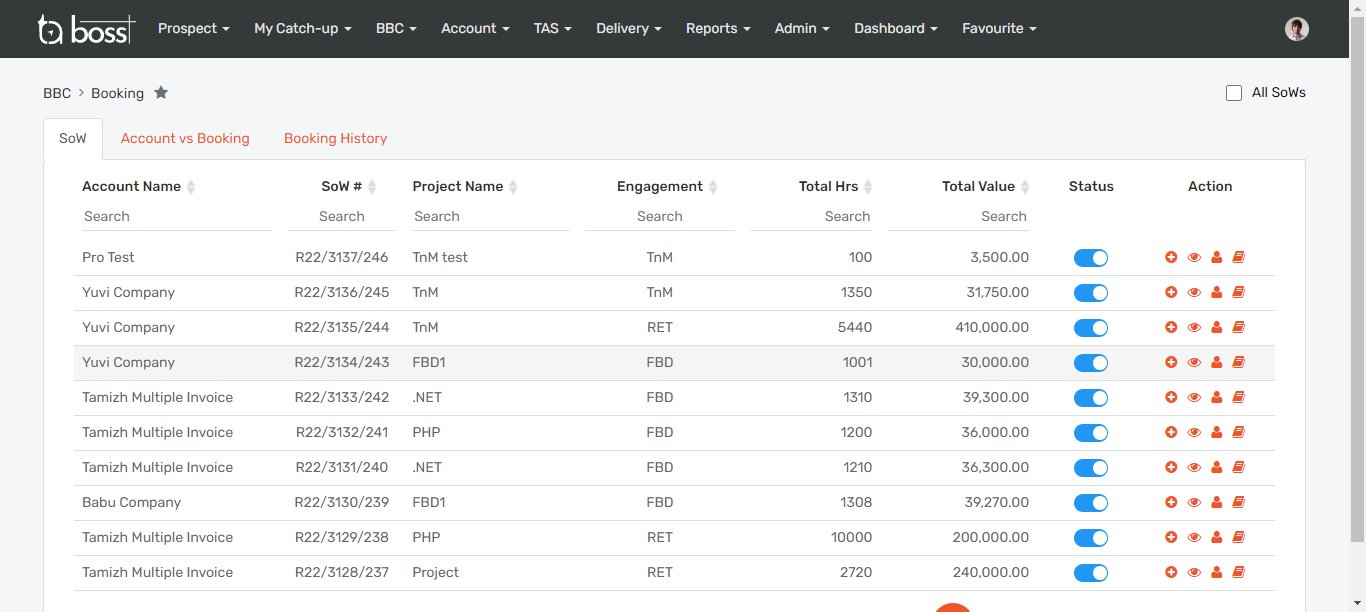 ta boss Prospect My Catch-up BBC Account TAS Delivery Reports Admin Dashboard Favourite
BBC > Booking All SoWs
SoW Account vs Booking Booking History
Account Name SoW # Project Name Engagement Total Hrs Total Value Status Action
Search Search Search Search Search Search
Pro Test R22/3137/246 TnM test TnM 100 3,500.00
Yuvi Company R22/3136/245 TnM TnM 1350 31,750.00
Yuvi Company R22/3135/244 TnM RET 5440 410,000.00
Yuvi Company R22/3134/243 FBD1 FBD 1001 30,000.00
Tamizh Multiple Invoice R22/3133/242 .NET FBD 1310 39,300.00
Tamizh Multiple Invoice R22/3132/241 PHP FBD 1200 36,000.00
Tamizh Multiple Invoice R22/3131/240 .NET FBD 1210 36,300.00
Babu Company R22/3130/239 FBD1 FBD 1308 39,270.00
Tamizh Multiple Invoice R22/3129/238 PHP RET 10000 200,000.00
Tamizh Multiple Invoice R22/3128/237 Project RET 2720 240,000.00